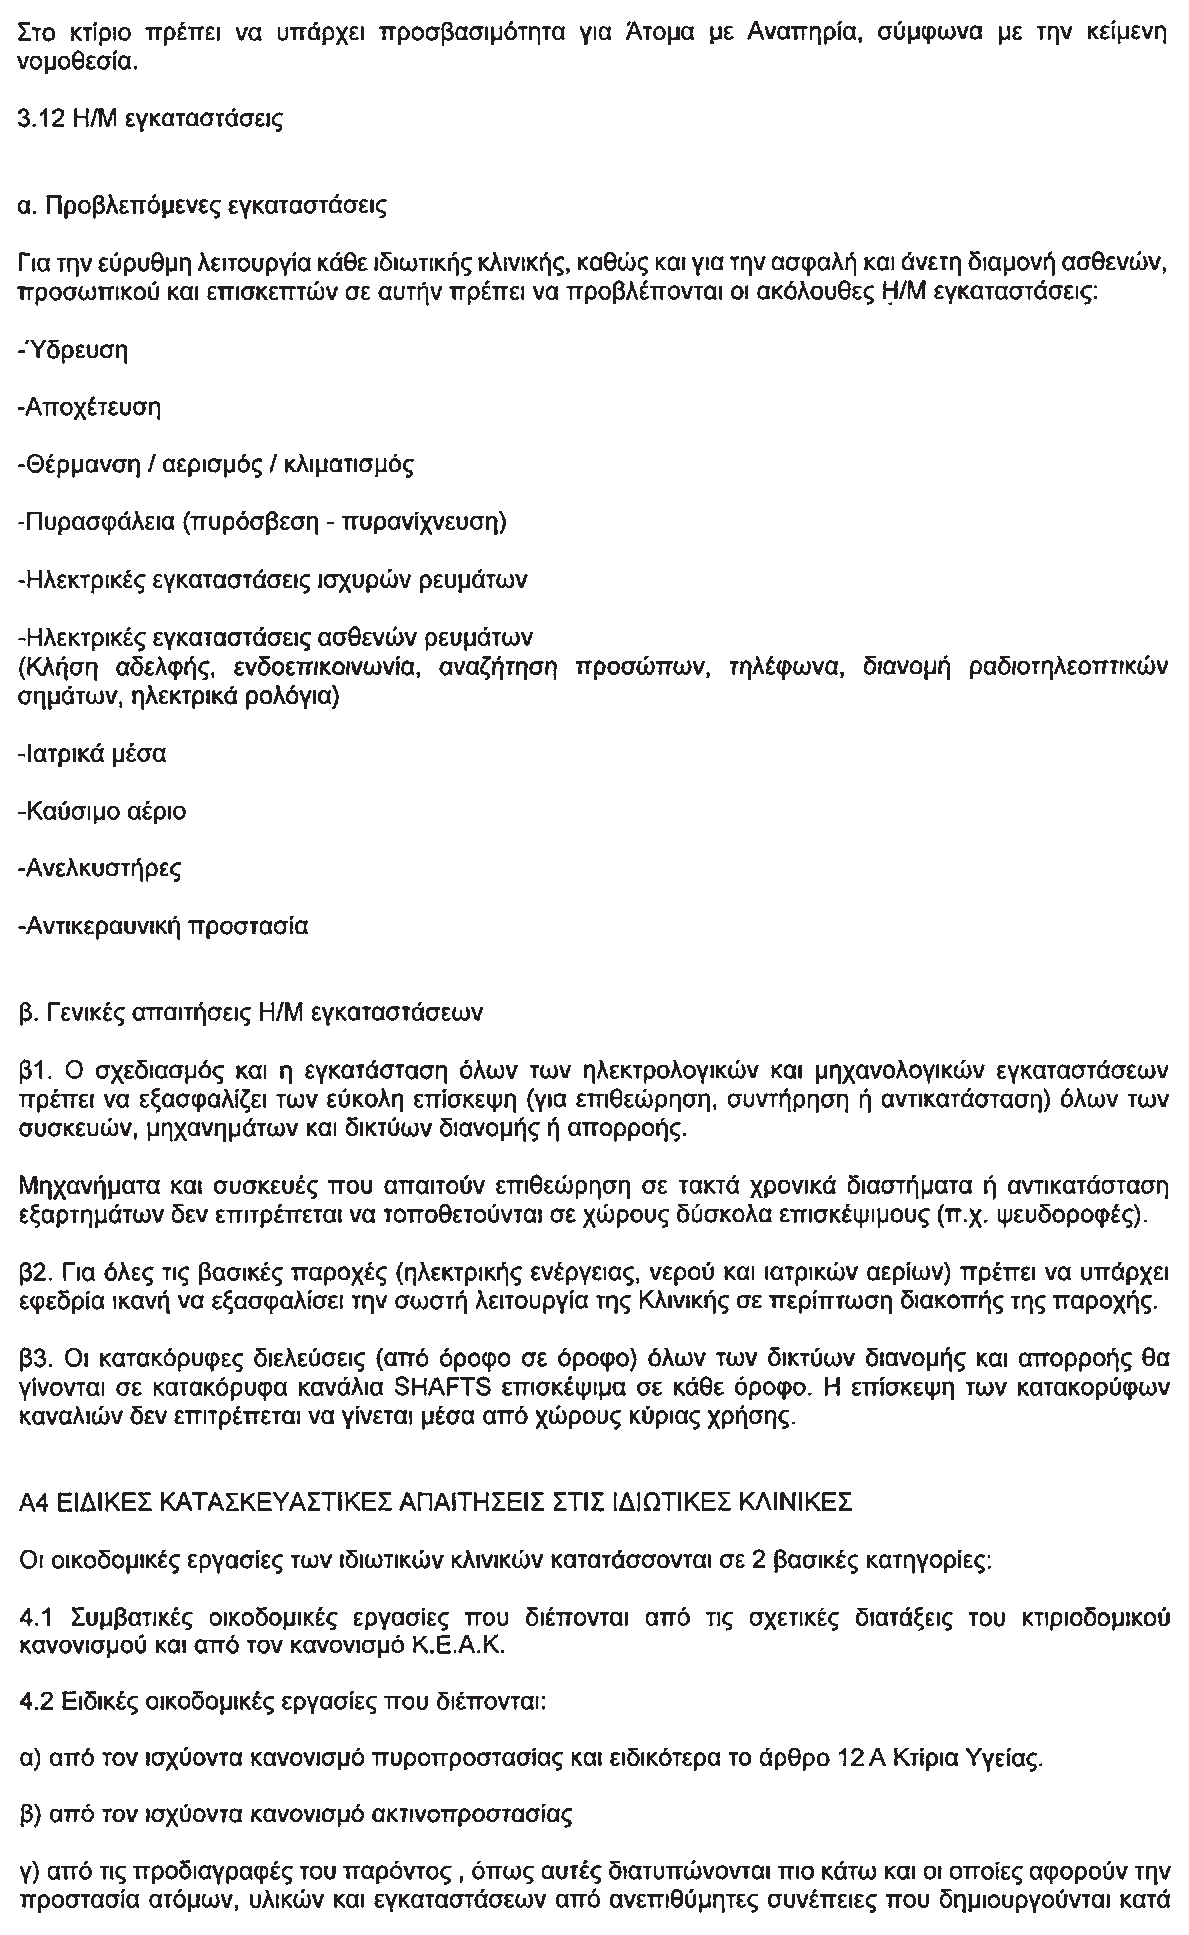 Στο κτίριο πρέπει να υπάρχει προσβασιμότητα για Άτομα με Αναπηρία, σύμφωνα με την κείμενη
νομοθεσία.
3.12 Η/Μ εγκαταστάσεις
α. Προβλεπόμενες εγκαταστάσεις
Για την εύρυθμη λειτουργία κάθε ιδιωτικής κλινικής, καθώς και για την ασφαλή και άνετη διαμονή ασθενών,
προσωπικού και επισκεπτών σε αυτήν πρέπει να προβλέπονται οι ακόλουθες Η/Μ εγκαταστάσεις:
-Ύδρευση
-Αποχέτευση
-Θέρμανση / αερισμός / κλιματισμός
-Πυρασφάλεια (πυρόσβεση - πυρανίχνευση)
-Ηλεκτρικές εγκαταστάσεις ισχυρών ρευμάτων
-Ηλεκτρικές εγκαταστάσεις ασθενών ρευμάτων
(Κλήση αδελφής, ενδοεπικοινωνία, αναζήτηση προσώπων, τηλέφωνα, διανομή ραδιοτηλεοπτικών
σημάτων, ηλεκτρικά ρολόγια)
-Ιατρικά μέσα
-Καύσιμο αέριο
-Ανελκυστήρες
-Αντικεραυνική προστασία
β. Γενικές απαιτήσεις Η/Μ εγκαταστάσεων
β1. Ο σχεδιασμός και η εγκατάσταση όλων των ηλεκτρολογικών και μηχανολογικών εγκαταστάσεων
πρέπει να εξασφαλίζει των εύκολη επίσκεψη (για επιθεώρηση, συντήρηση ή αντικατάσταση) όλων των
συσκευών, μηχανημάτων και δικτύων διανομής ή απορροής.
Μηχανήματα και συσκευές που απαιτούν επιθεώρηση σε τακτά χρονικά διαστήματα ή αντικατάσταση
εξαρτημάτων δεν επιτρέπεται να τοποθετούνται σε χώρους δύσκολα επισκέψιμους (π.χ. ψευδοροφές).
β2. Για όλες τις βασικές παροχές (ηλεκτρικής ενέργειας, νερού και ιατρικών αερίων) πρέπει να υπάρχει
εφεδρία ικανή να εξασφαλίσει την σωστή λειτουργία της Κλινικής σε περίπτωση διακοπής της παροχής.
β3. Οι κατακόρυφες διελεύσεις (από όροφο σε όροφο) όλων των δικτύων διανομής και απορροής θα
γίνονται σε κατακόρυφα κανάλια SHAFTS επισκέψιμα σε κάθε όροφο. Η επίσκεψη των κατακορύφων
καναλιών δεν επιτρέπεται να γίνεται μέσα από χώρους κύριας χρήσης.
Α4 ΕΙΔΙΚΕΣ ΚΑΤΑΣΚΕΥΑΣΤΙΚΕΣ ΑΠΑΙΤΗΣΕΙΣ ΣΤΙΣ ΙΔΙΩΤΙΚΕΣ ΚΛΙΝΙΚΕΣ
Οι οικοδομικές εργασίες των ιδιωτικών κλινικών κατατάσσονται σε 2 βασικές κατηγορίες:
4.1 Συμβατικές οικοδομικές εργασίες που διέπονται από τις σχετικές διατάξεις του κτιριοδομικού
κανονισμού και από τον κανονισμό Κ.Ε.Α.Κ.
4.2 Ειδικές οικοδομικές εργασίες που διέπονται:
α) από τον ισχύοντα κανονισμό πυροπροστασίας και ειδικότερα το άρθρο 12 Α Κτίρια Υγείας.
β) από τον ισχύοντα κανονισμό ακτινοπροστασίας
γ) από τις προδιαγραφές του παρόντος , όπως αυτές διατυπώνονται πιο κάτω και οι οποίες αφορούν την
προστασία ατόμων, υλικών και εγκαταστάσεων από ανεπιθύμητες συνέπειες που δημιουργούνται κατά